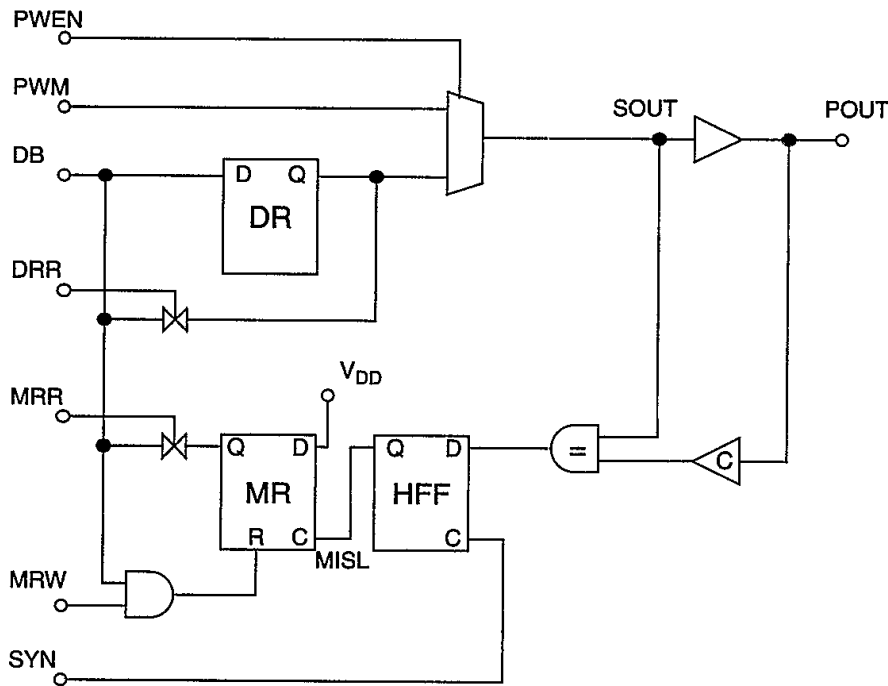 PWEN
PWM
SOUT
POUT
DB
D Q
DR
DRR
V_DD
MRR
Q D
MR
R C
MISL
Q D
HFF
C
=
C
MRW
SYN